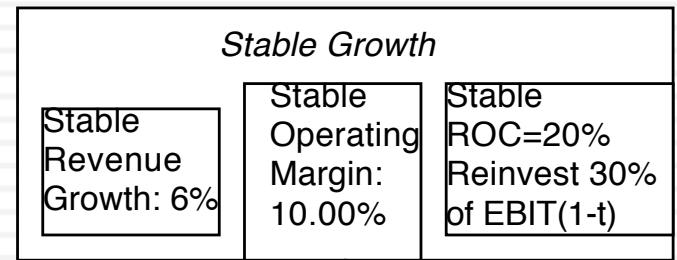 Stable Growth
Stable
Revenue
Growth: 6%
Stable
Operating
Margin:
10.00%
Stable
ROC=20%
Reinvest 30%
of EBIT(1-t)